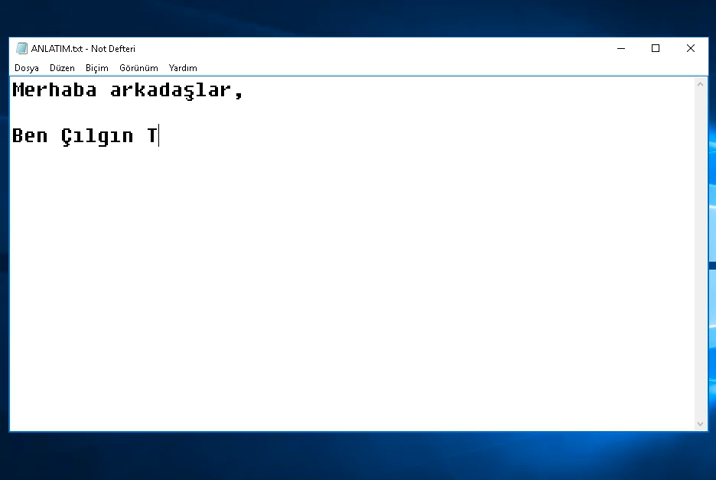 ANLATIM.txt - Not Defteri
Dosya Düzen Biçim Görünüm Yardım
Merhaba arkadaşlar,
Ben Çılgın T